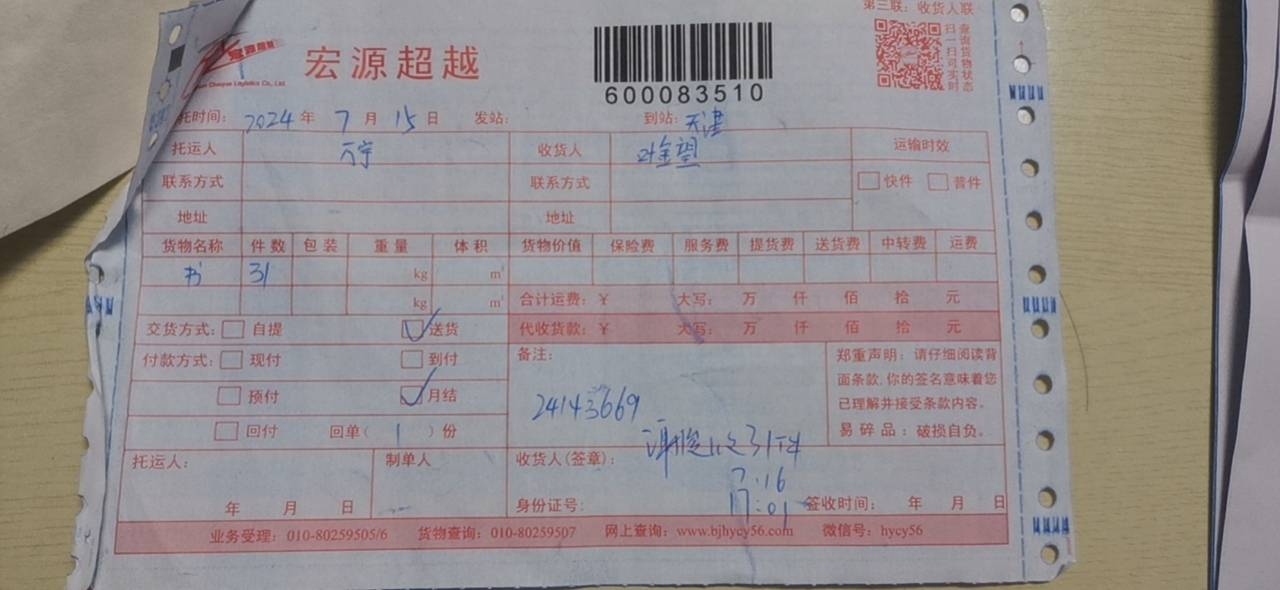 第三联:收货人联
宏源超越
600083510
扫一扫可实时
查询货物状态
托时间: 2024 年 7 月 15 日 发站: 到站: 天津
托运人 万宁 收货人 运输时效
联系方式 联系方式 快件 普件
地址 地址
货物名称 件数 包装 重量 体积 货物价值 保险费 服务费 提货费 送货费 中转费 运费
书 31 kg m³
kg m³ 合计运费:¥ 大写: 万 仟 佰 拾 元
交货方式: 自提 送货 代收货款:¥ 大写: 万 仟 佰 拾 元
付款方式: 现付 到付 备注: 郑重声明:请仔细阅读背
面条款,你的签名意味着您
预付 月结 24143669 已理解并接受条款内容。
回付 回单( 1 )份 易碎品:破损自负。
托运人: 制单人 收货人(签章): 31件
7.16
年 月 日 身份证号: 17:01 签收时间: 年 月 日
业务受理:010-80259505/6 货物查询:010-80259507 网上查询:www.bjhycy56.com 微信号:hycy56